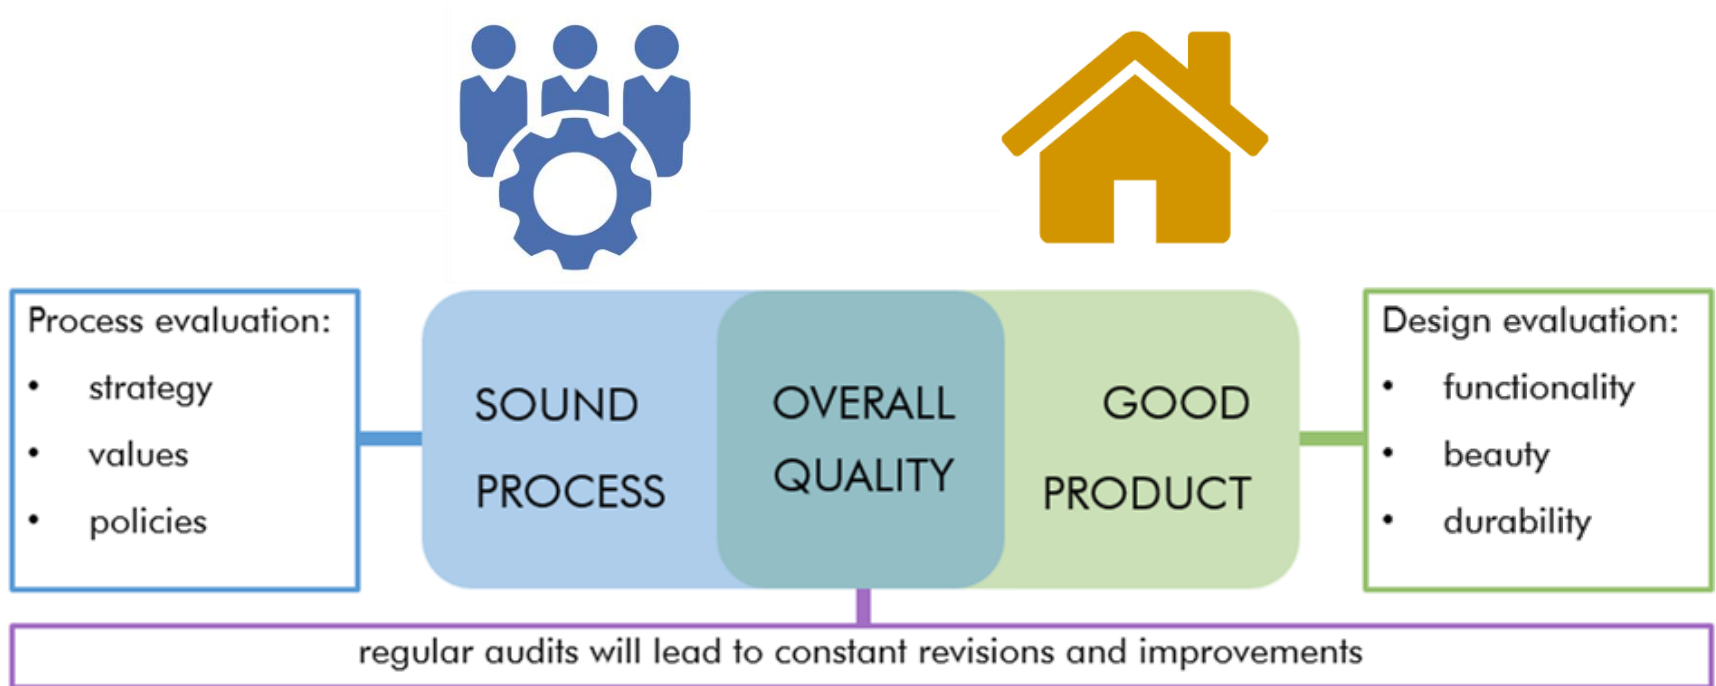 Process evaluation:
• strategy
• values
• policies
SOUND
PROCESS
OVERALL
QUALITY
GOOD
PRODUCT
Design evaluation:
• functionality
• beauty
• durability
regular audits will lead to constant revisions and improvements